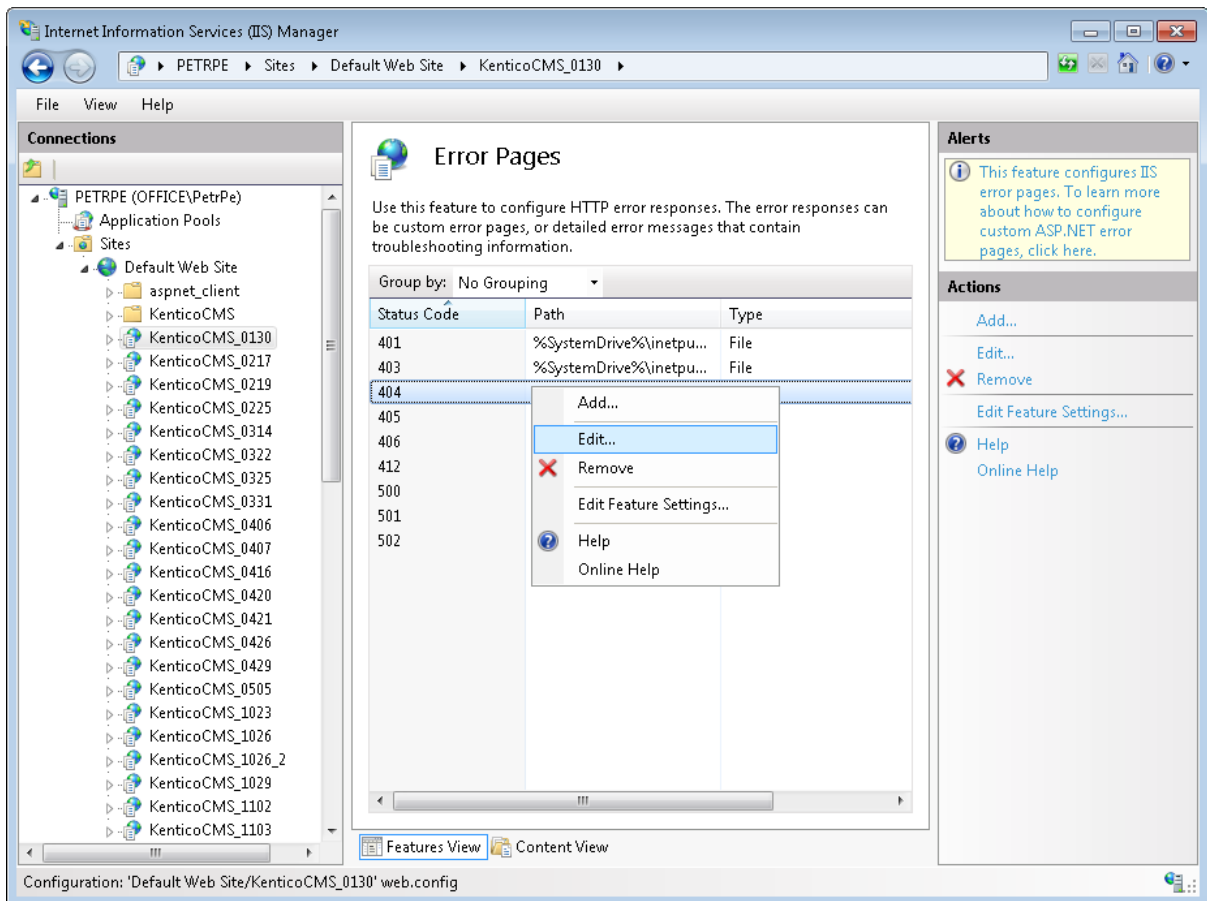 Internet Information Services (IIS) Manager
PETRPE ▸ Sites ▸ Default Web Site ▸ KenticoCMS_0130 ▸
File View Help
Connections
PETRPE (OFFICE\PetrPe)
Application Pools
Sites
Default Web Site
aspnet_client
KenticoCMS
KenticoCMS_0130
KenticoCMS_0217
KenticoCMS_0219
KenticoCMS_0225
KenticoCMS_0314
KenticoCMS_0322
KenticoCMS_0325
KenticoCMS_0331
KenticoCMS_0406
KenticoCMS_0407
KenticoCMS_0416
KenticoCMS_0420
KenticoCMS_0421
KenticoCMS_0426
KenticoCMS_0429
KenticoCMS_0505
KenticoCMS_1023
KenticoCMS_1026
KenticoCMS_1026_2
KenticoCMS_1029
KenticoCMS_1102
KenticoCMS_1103
Error Pages
Use this feature to configure HTTP error responses. The error responses can
be custom error pages, or detailed error messages that contain
troubleshooting information.
Group by: No Grouping
Status Code Path Type
401 %SystemDrive%\inetpu... File
403 %SystemDrive%\inetpu... File
404
405
406
412
500
501
502
Add...
Edit...
Remove
Edit Feature Settings...
Help
Online Help
Features View Content View
Alerts
This feature configures IIS
error pages. To learn more
about how to configure
custom ASP.NET error
pages, click here.
Actions
Add...
Edit...
Remove
Edit Feature Settings...
Help
Online Help
Configuration: 'Default Web Site/KenticoCMS_0130' web.config